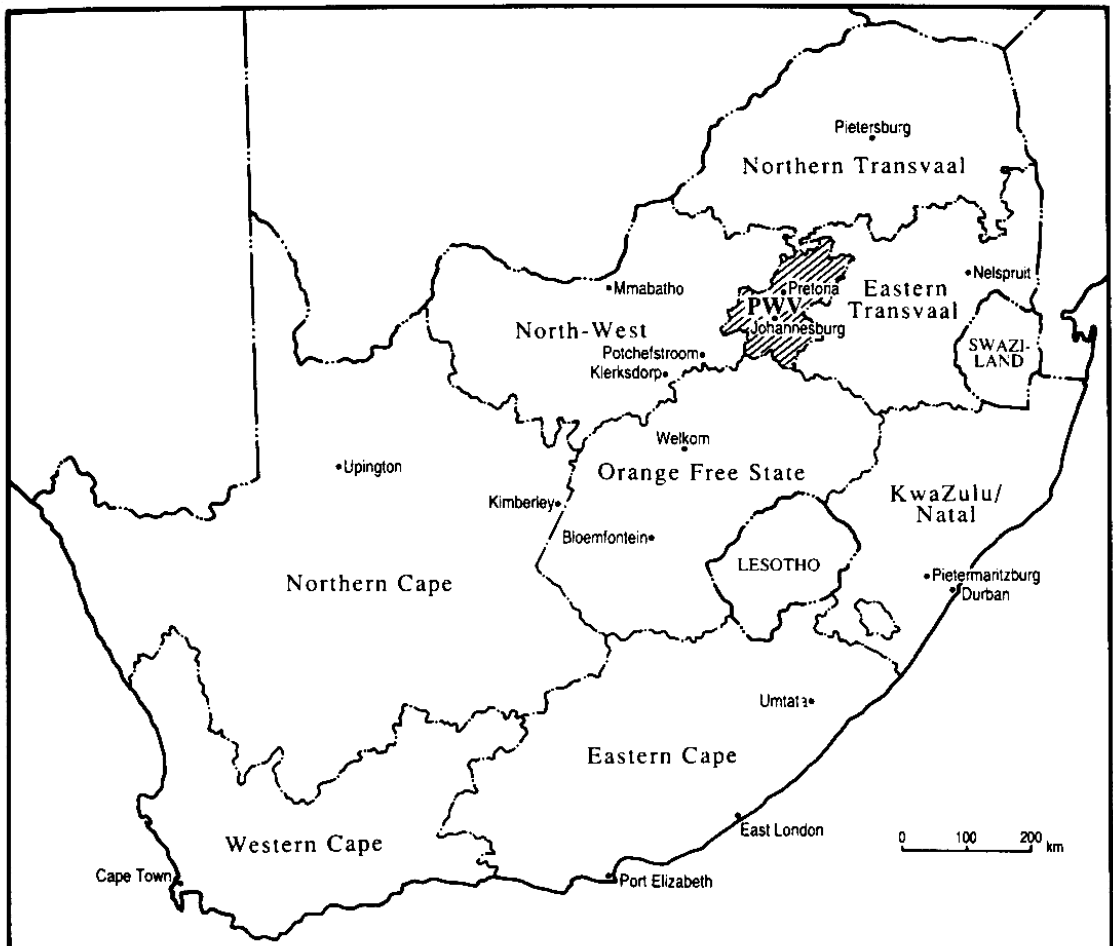 Pietersburg
Northern Transvaal
Nelspruit
Mmabatho
Pretoria
Eastern
Transvaal
PWV
Johannesburg
North-West
SWAZI-
LAND
Potchefstroom
Klerksdorp
Welkom
Upington
Orange Free State
Kimberley
KwaZulu/
Natal
Bloemfontein
LESOTHO
Northern Cape
Pietermaritzburg
Durban
Umtata
Eastern Cape
East London
Western Cape
0 100 200
km
Cape Town
Port Elizabeth